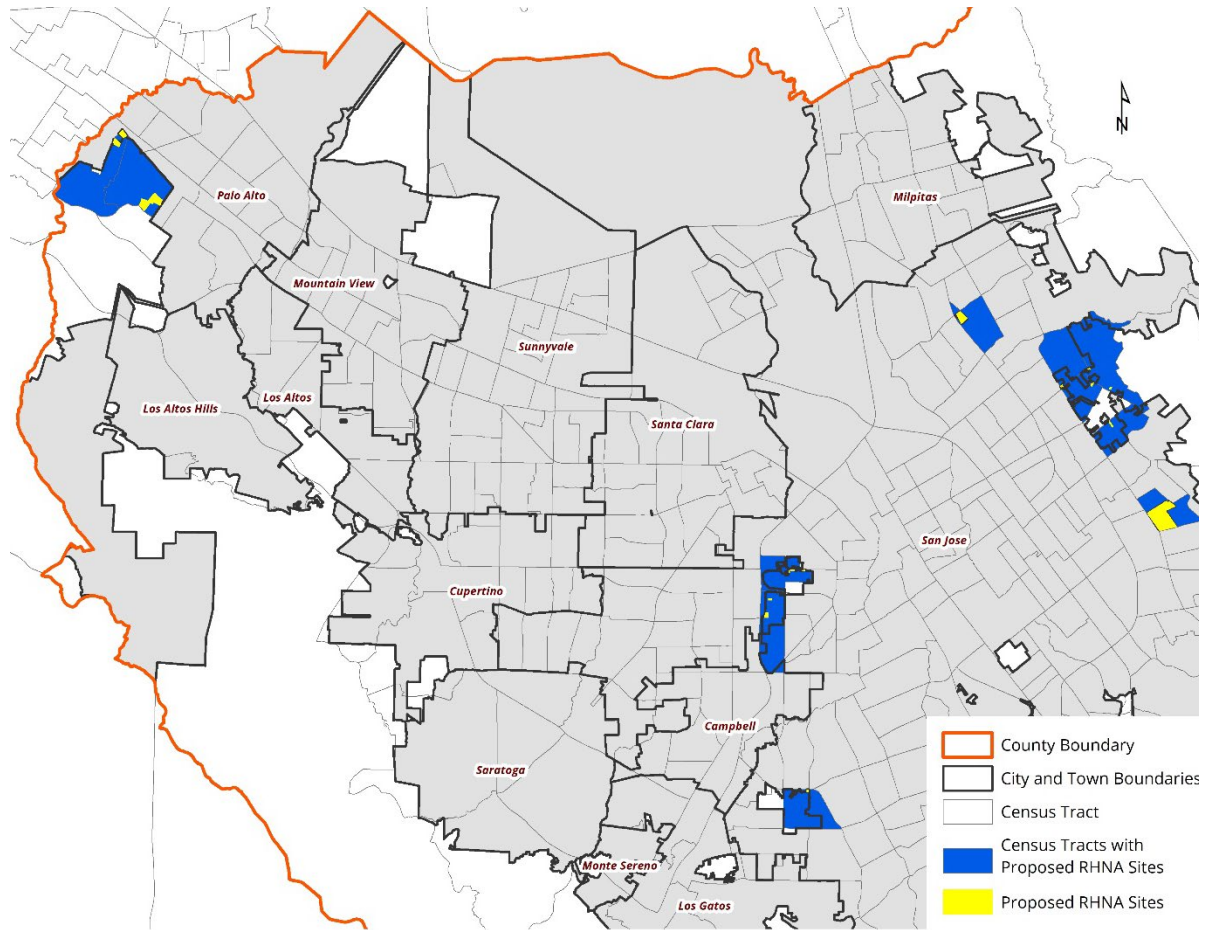 N
Palo Alto
Milpitas
Mountain View
Sunnyvale
Los Altos Hills
Los Altos
Santa Clara
San Jose
Cupertino
Campbell
Saratoga
Monte Sereno
Los Gatos
County Boundary
City and Town Boundaries
Census Tract
Census Tracts with
Proposed RHNA Sites
Proposed RHNA Sites